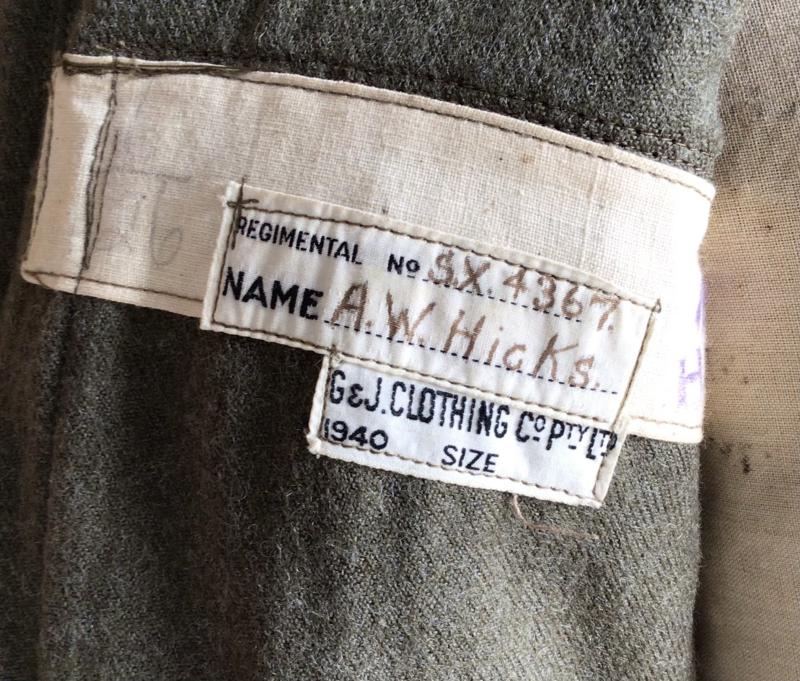 REGIMENTAL Nº SX.4367.
NAME A.W.Hicks.
G&J.CLOTHING Cº PTY LTD
1940 SIZE